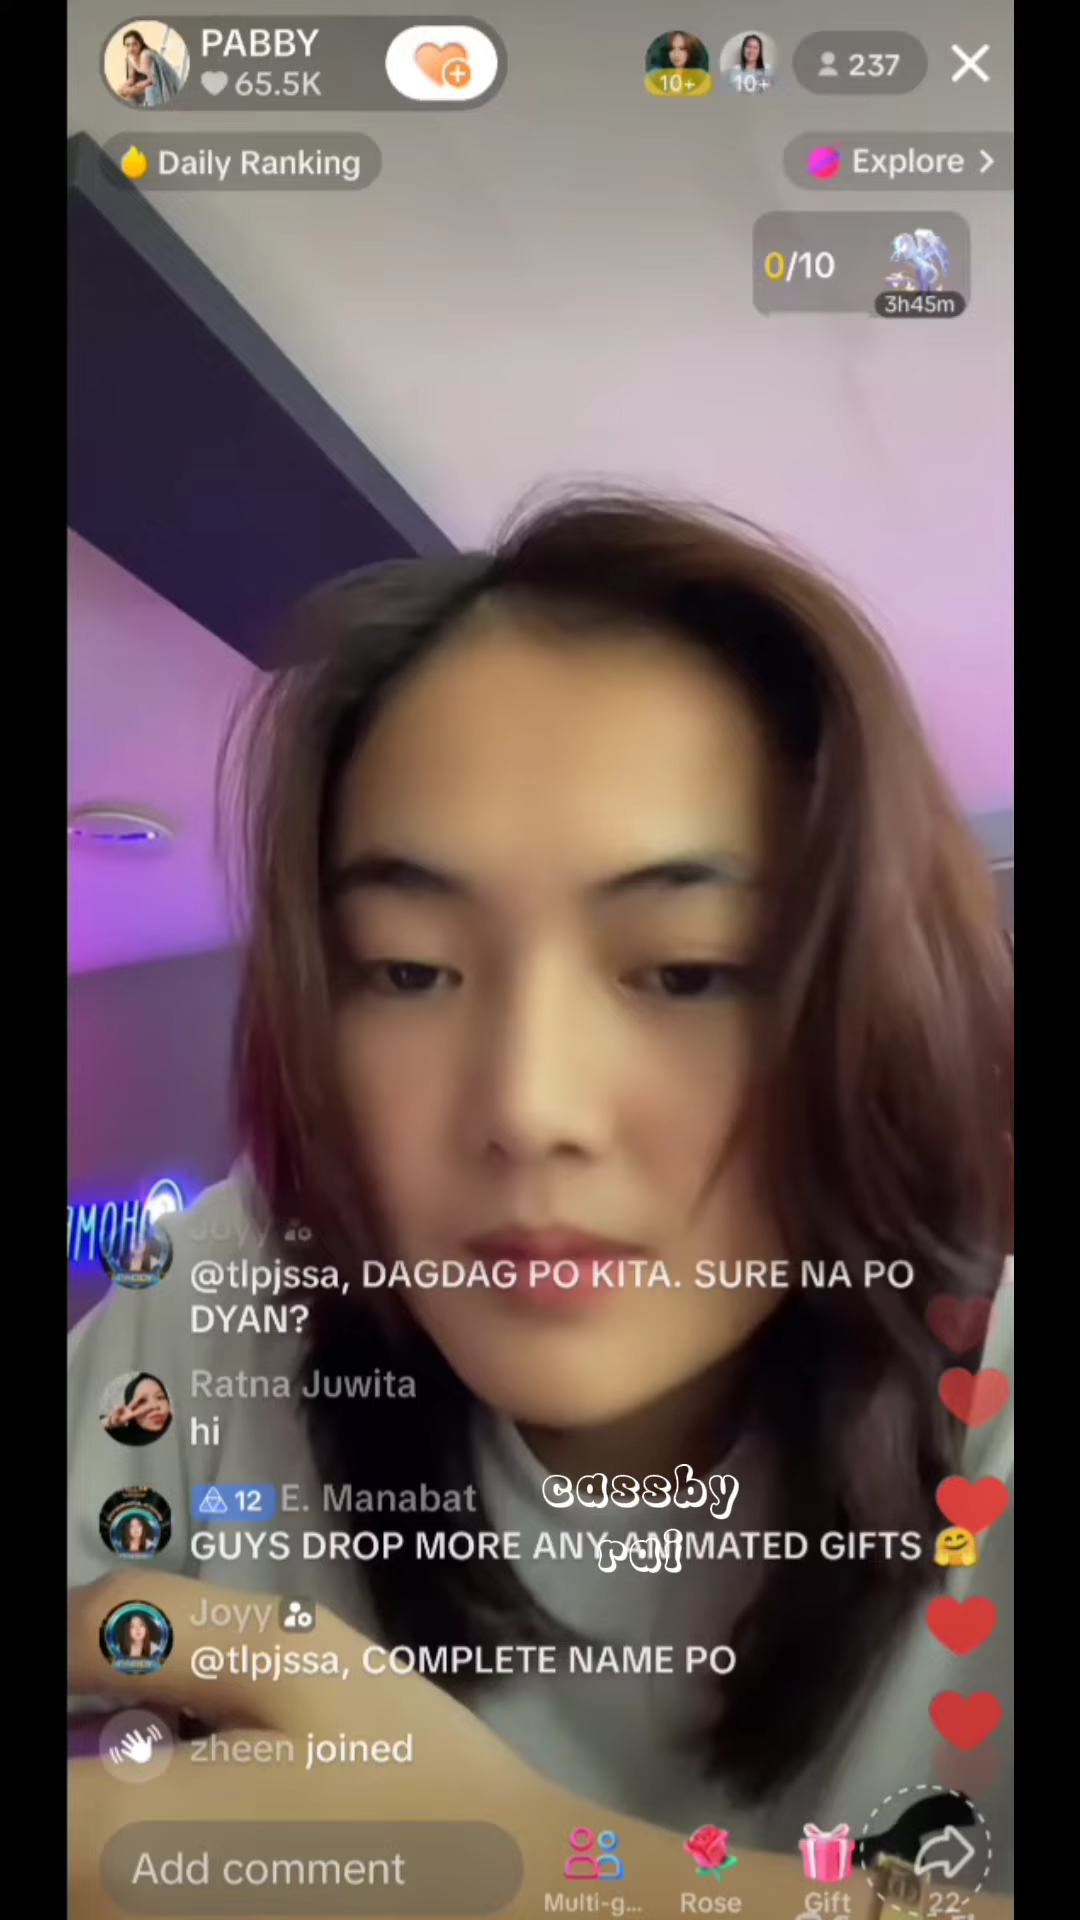 PABBY
65.5K
10+
10+
237
Daily Ranking
Explore >
0/10
3h45m
Joyy
@tlpjssa, DAGDAG PO KITA. SURE NA PO
DYAN?
Ratna Juwita
hi
12 E. Manabat
GUYS DROP MORE ANY ANIMATED GIFTS 🤗
cassby
rai
Joyy
@tlpjssa, COMPLETE NAME PO
zheen joined
Add comment
Multi-g...
Rose
Gift
22